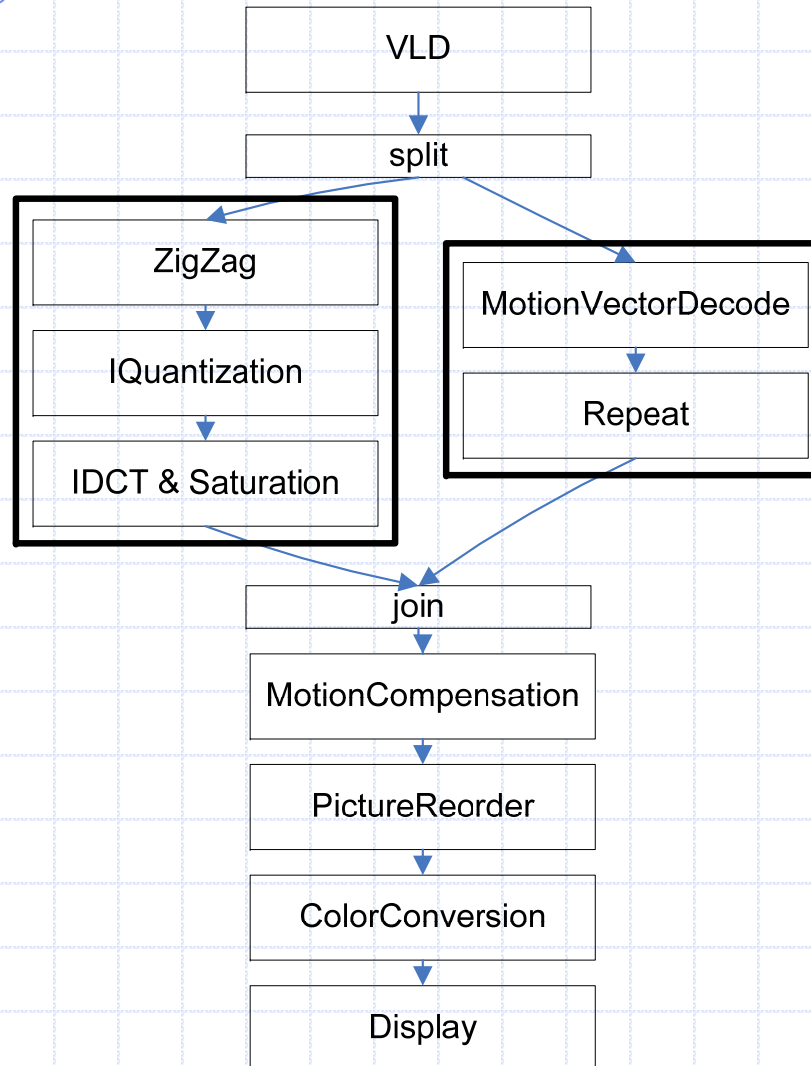 VLD
split
ZigZag
IQuantization
IDCT & Saturation
MotionVectorDecode
Repeat
join
MotionCompensation
PictureReorder
ColorConversion
Display